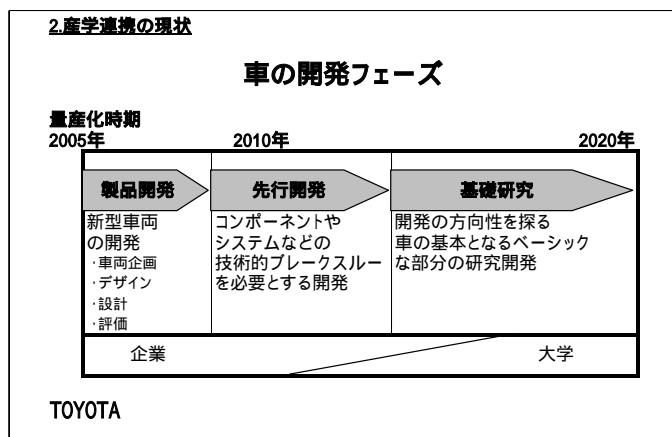 2.産学連携の現状
車の開発フェーズ
量産化時期
2005年 2010年 2020年
製品開発 先行開発 基礎研究
新型車両
の開発
・車両企画
・デザイン
・設計
・評価
コンポーネントや
システムなどの
技術的ブレークスルー
を必要とする開発
開発の方向性を探る
車の基本となるベーシック
な部分の研究開発
企業 大学
TOYOTA